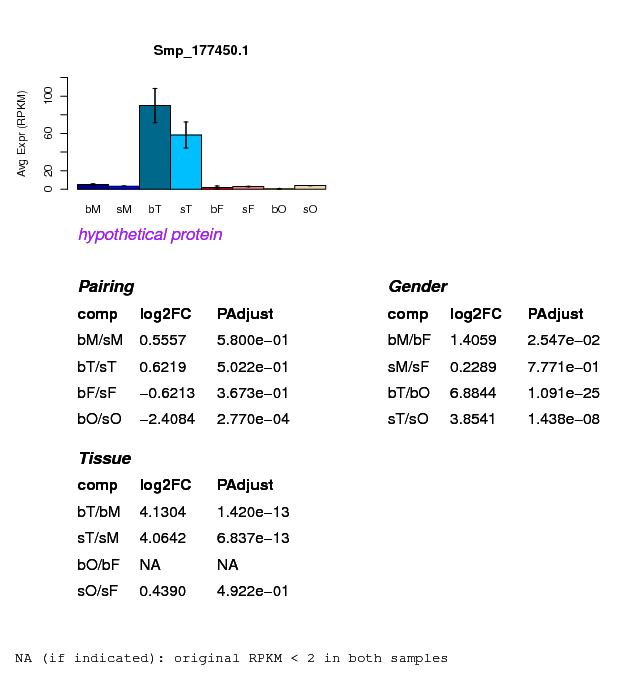 Smp_177450.1
Avg Expr (RPKM)
0 20 60 100
bM sM bT sT bF sF bO sO
hypothetical protein
Pairing
comp log2FC PAdjust
bM/sM 0.5557 5.800e−01
bT/sT 0.6219 5.022e−01
bF/sF −0.6213 3.673e−01
bO/sO −2.4084 2.770e−04
Gender
comp log2FC PAdjust
bM/bF 1.4059 2.547e−02
sM/sF 0.2289 7.771e−01
bT/bO 6.8844 1.091e−25
sT/sO 3.8541 1.438e−08
Tissue
comp log2FC PAdjust
bT/bM 4.1304 1.420e−13
sT/sM 4.0642 6.837e−13
bO/bF NA NA
sO/sF 0.4390 4.922e−01
NA (if indicated): original RPKM < 2 in both samples